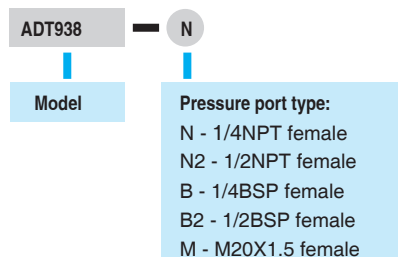 ADT938 — N
Model
Pressure port type:
N - 1/4NPT female
N2 - 1/2NPT female
B - 1/4BSP female
B2 - 1/2BSP female
M - M20X1.5 female